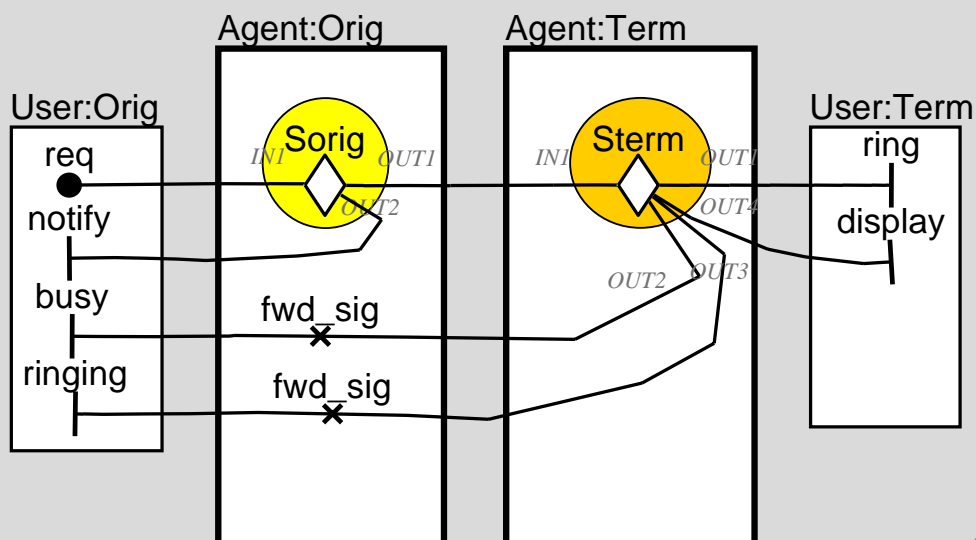 Agent:Orig
Agent:Term
User:Orig
User:Term
req
Sorig
Sterm
ring
IN1
OUT1
IN1
OUT1
notify
OUT2
OUT4
display
busy
OUT2
OUT3
fwd_sig
ringing
fwd_sig